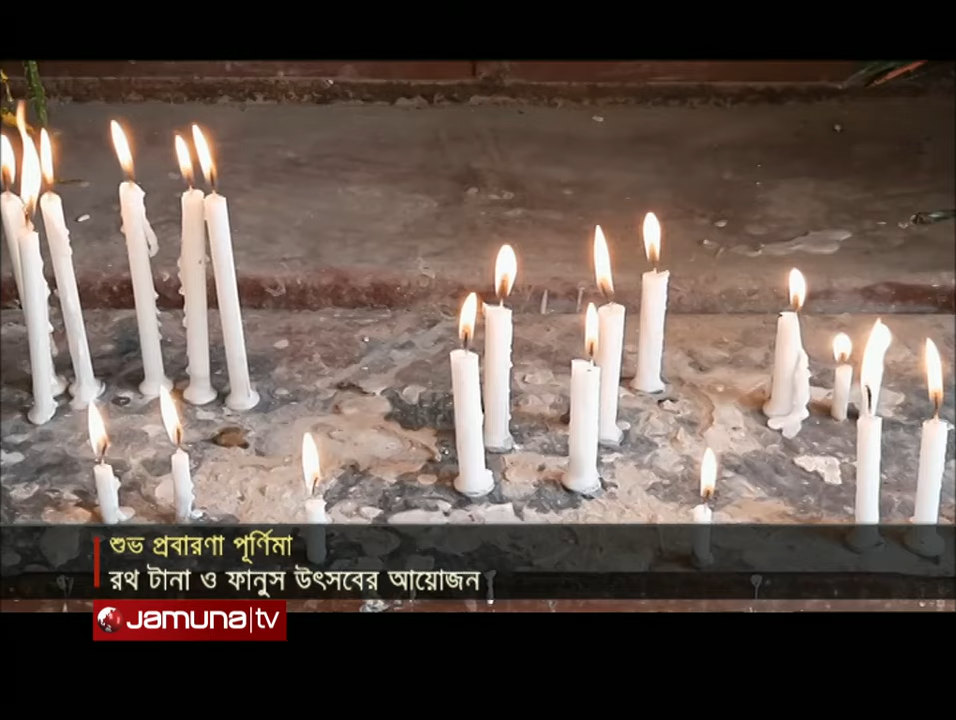 শুভ প্রবারণা পূর্ণিমা
রথ টানা ও ফানুস উৎসবের আয়োজন
Jamuna|tv